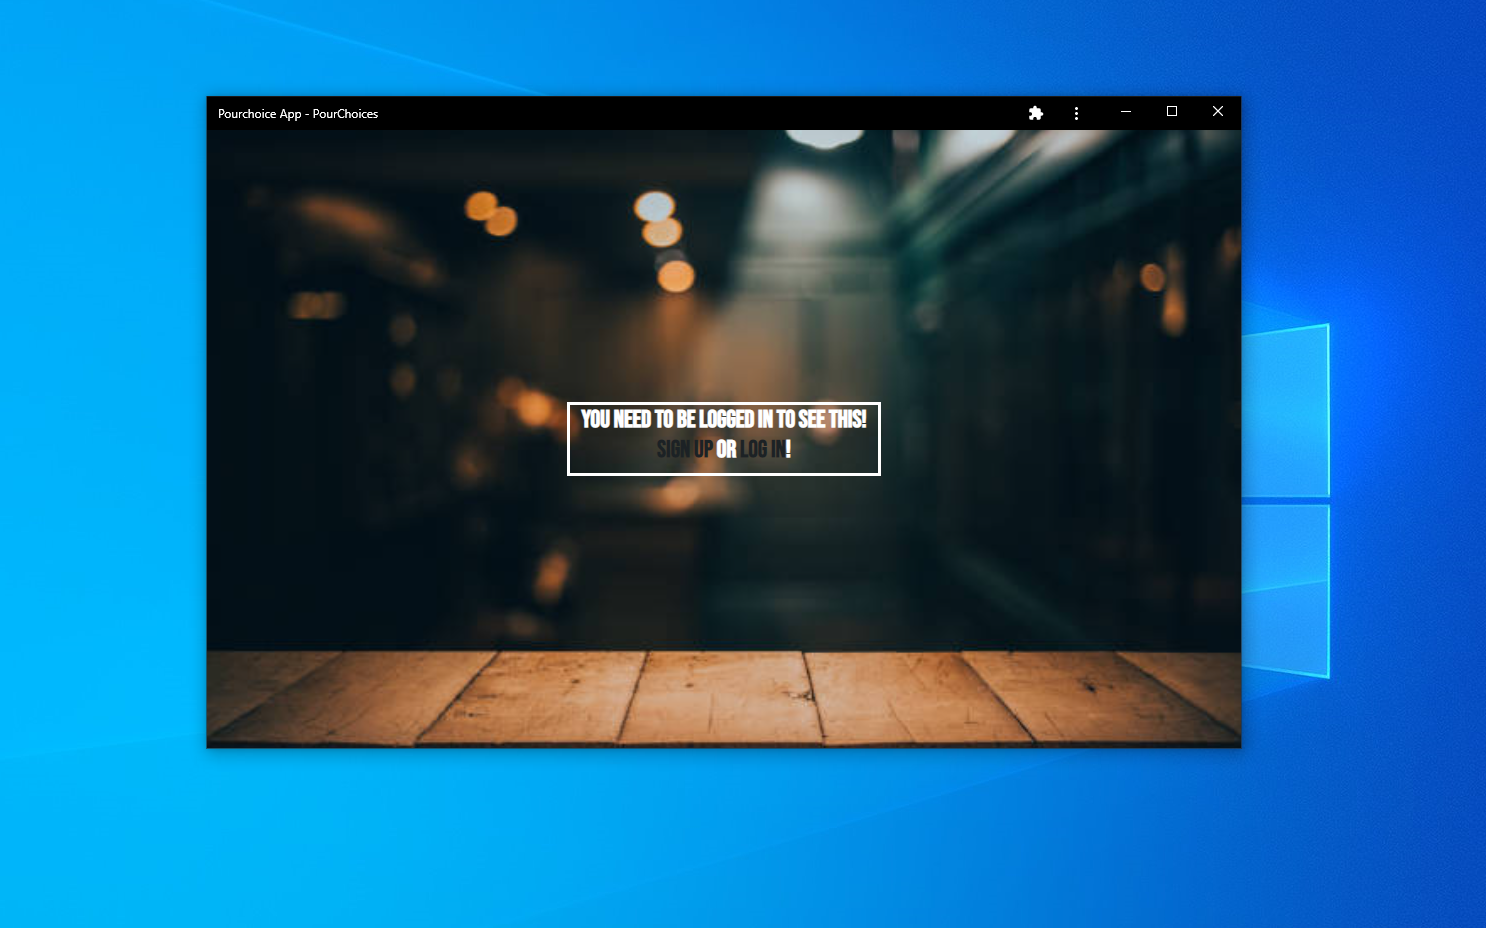 Pourchoice App - PourChoices
YOU NEED TO BE LOGGED IN TO SEE THIS!
SIGN UP OR LOG IN!